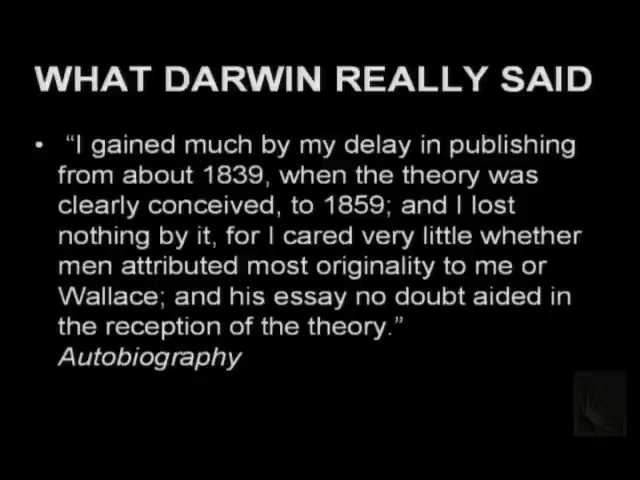 WHAT DARWIN REALLY SAID
• “I gained much by my delay in publishing
from about 1839, when the theory was
clearly conceived, to 1859; and I lost
nothing by it, for I cared very little whether
men attributed most originality to me or
Wallace; and his essay no doubt aided in
the reception of the theory.”
Autobiography